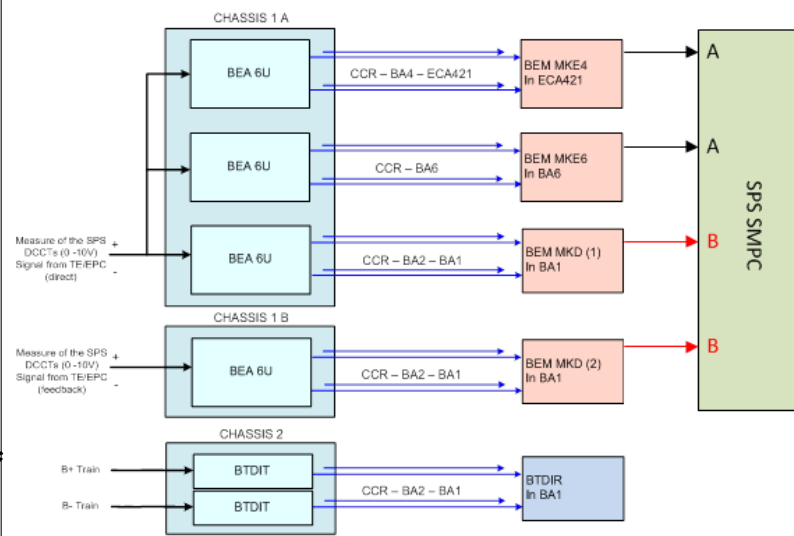 CHASSIS 1 A
BEA 6U
CCR – BA4 – ECA421
BEM MKE4
In ECA421
A
BEA 6U
CCR – BA6
BEM MKE6
In BA6
A
SPS SMPC
Measure of the SPS
DCCTs (0 -10V)
Signal from TE/EPC
(direct)
+
-
BEA 6U
CCR – BA2 – BA1
BEM MKD (1)
In BA1
B
CHASSIS 1 B
Measure of the SPS
DCCTs (0 -10V)
Signal from TE/EPC
(feedback)
+
-
BEA 6U
CCR – BA2 – BA1
BEM MKD (2)
In BA1
B
CHASSIS 2
B+ Train
BTDIT
B- Train
BTDIT
CCR – BA2 – BA1
BTDIR
In BA1